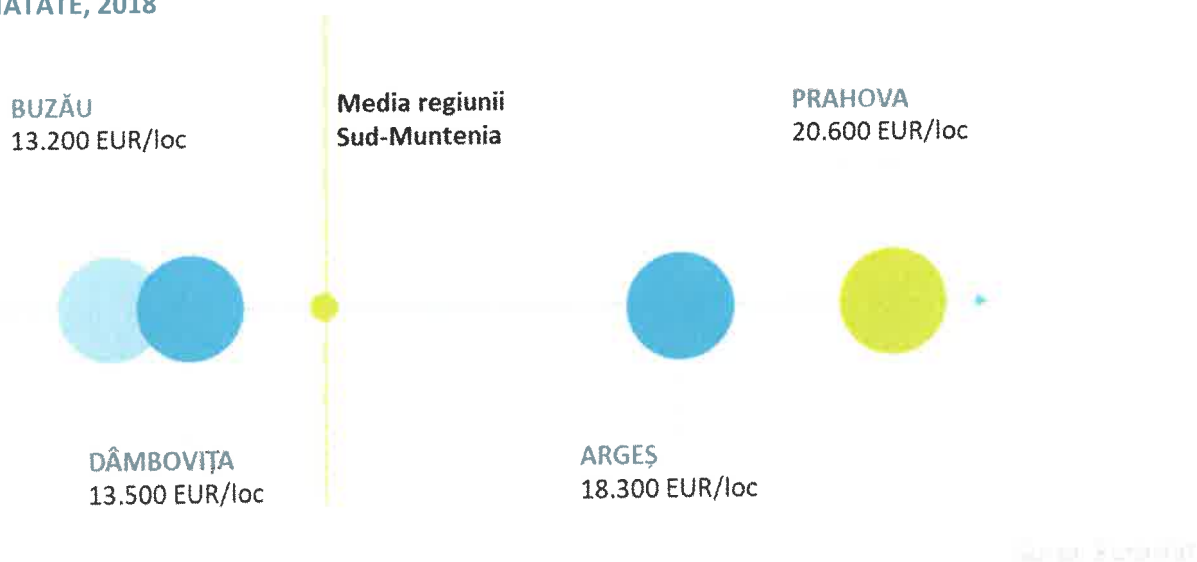 2018
BUZĂU
13.200 EUR/loc
Media regiunii
Sud-Muntenia
PRAHOVA
20.600 EUR/loc
DÂMBOVIȚA
13.500 EUR/loc
ARGEȘ
18.300 EUR/loc